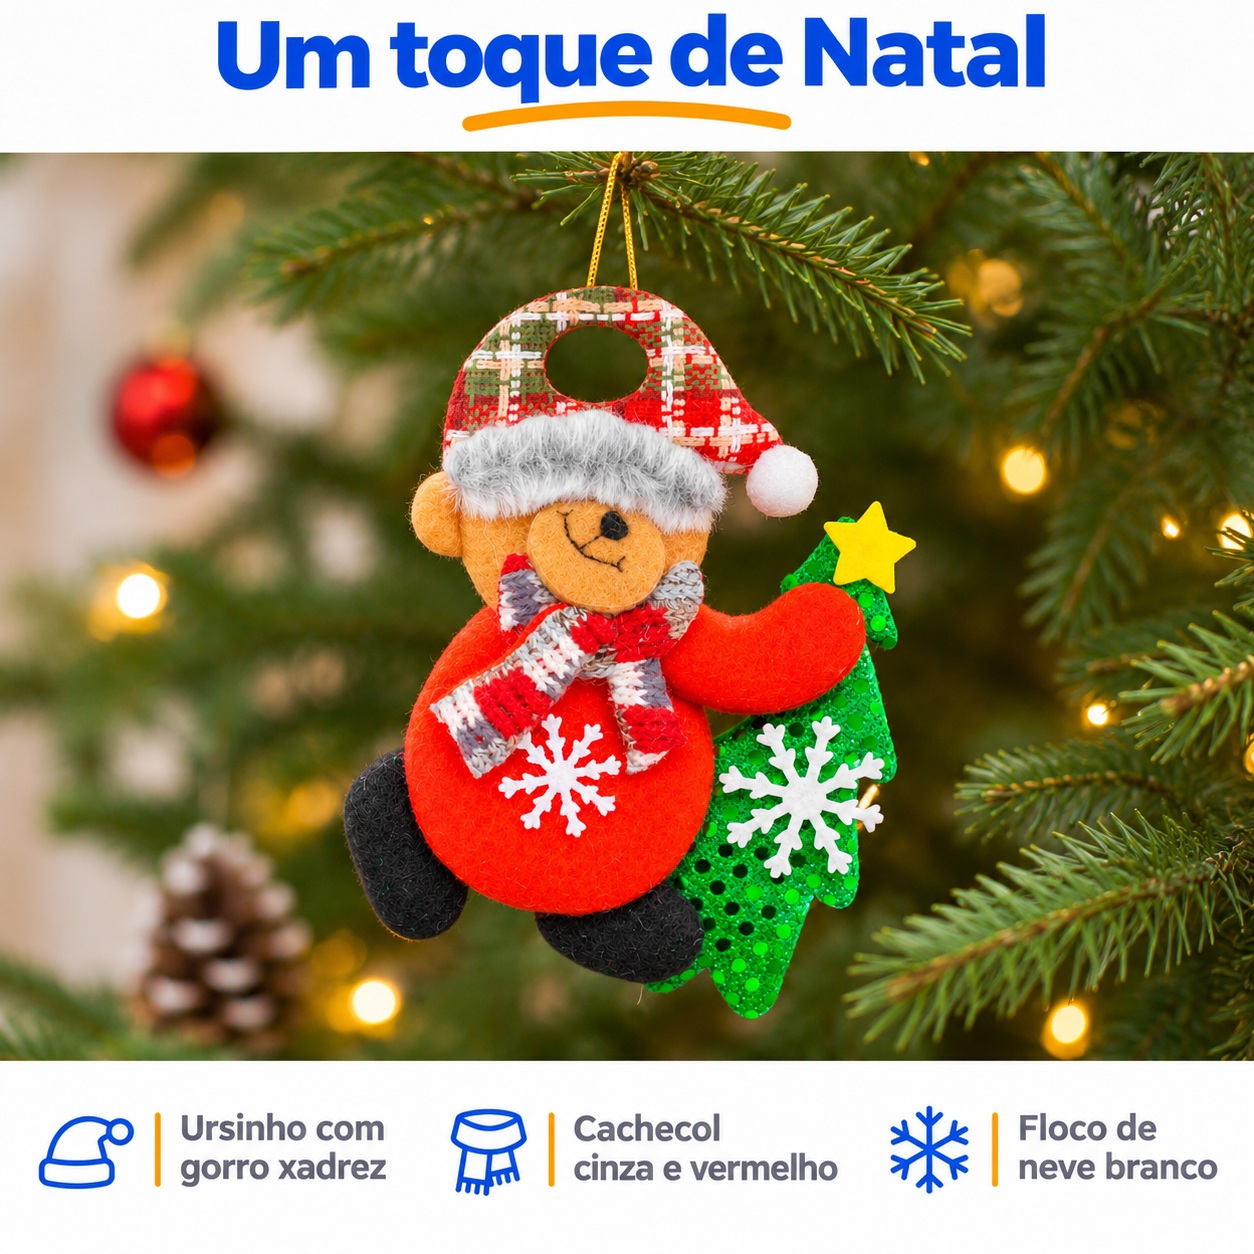 Um toque de Natal
Ursinho com
gorro xadrez
Cachecol
cinza e vermelho
Floco de
neve branco